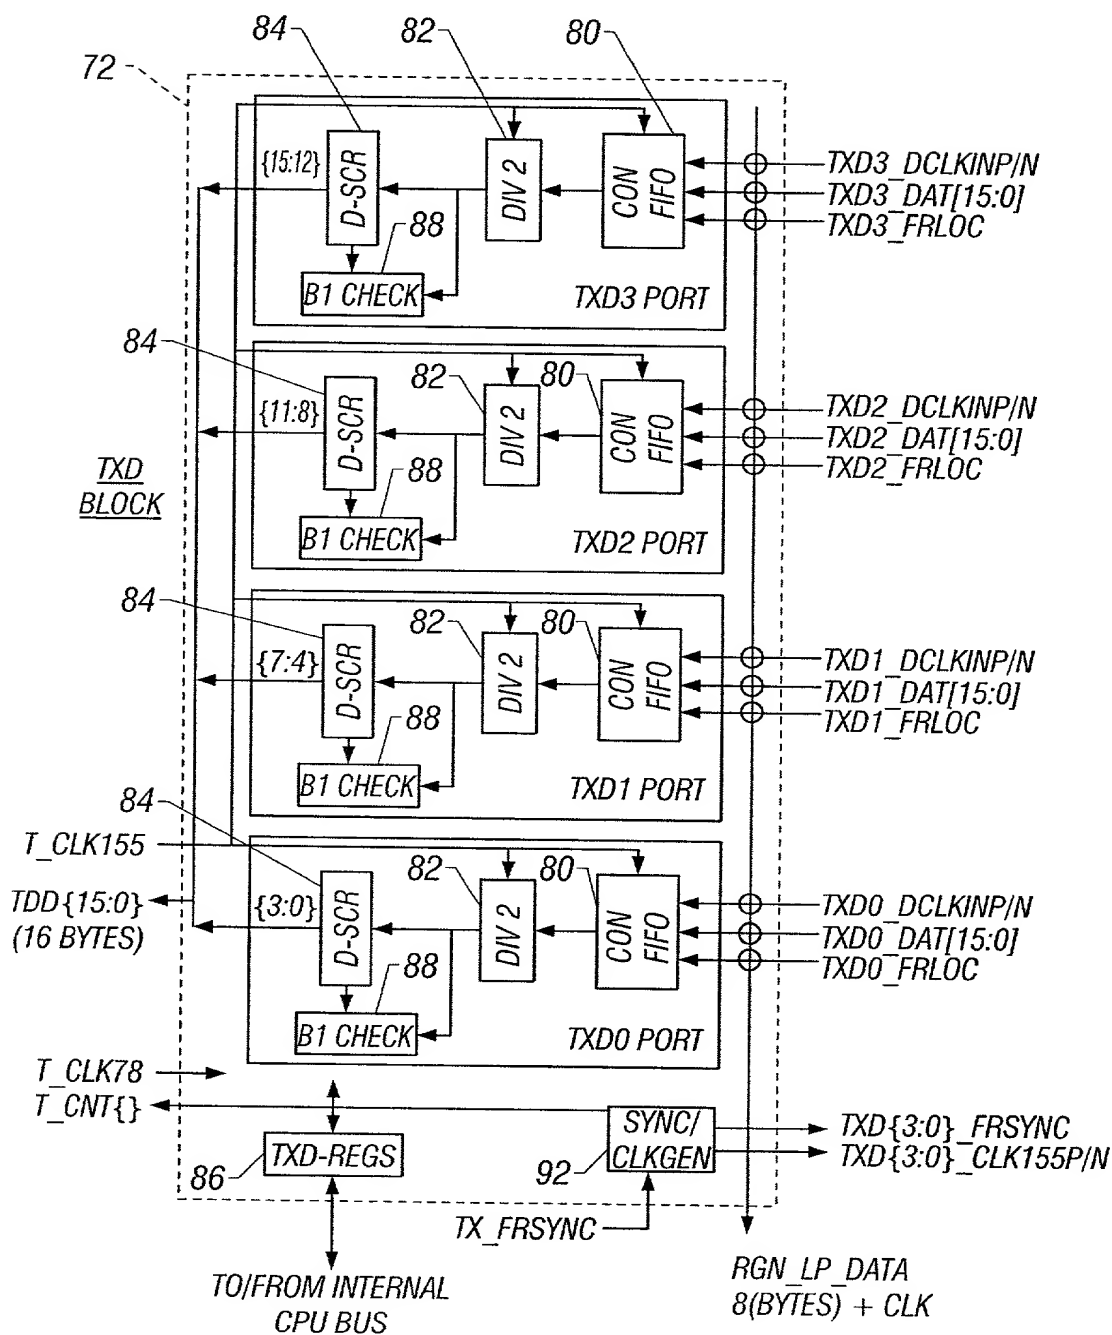 84
82
80
72
{15:12}
D-SCR
DIV 2
CON
FIFO
TXD3_DCLKINP/N
TXD3_DAT[15:0]
TXD3_FRLOC
88
B1 CHECK
TXD3 PORT
84
82
80
{11:8}
D-SCR
DIV 2
CON
FIFO
TXD2_DCLKINP/N
TXD2_DAT[15:0]
TXD2_FRLOC
TXD
BLOCK
88
B1 CHECK
TXD2 PORT
84
82
80
{7:4}
D-SCR
DIV 2
CON
FIFO
TXD1_DCLKINP/N
TXD1_DAT[15:0]
TXD1_FRLOC
88
B1 CHECK
TXD1 PORT
84
T_CLK155
82
80
TDD{15:0}
(16 BYTES)
{3:0}
D-SCR
DIV 2
CON
FIFO
TXD0_DCLKINP/N
TXD0_DAT[15:0]
TXD0_FRLOC
88
B1 CHECK
TXD0 PORT
T_CLK78
T_CNT{}
SYNC/
CLKGEN
TXD{3:0}_FRSYNC
TXD{3:0}_CLK155P/N
TXD-REGS
86
92
TX_FRSYNC
TO/FROM INTERNAL
CPU BUS
RGN_LP_DATA
8(BYTES) + CLK